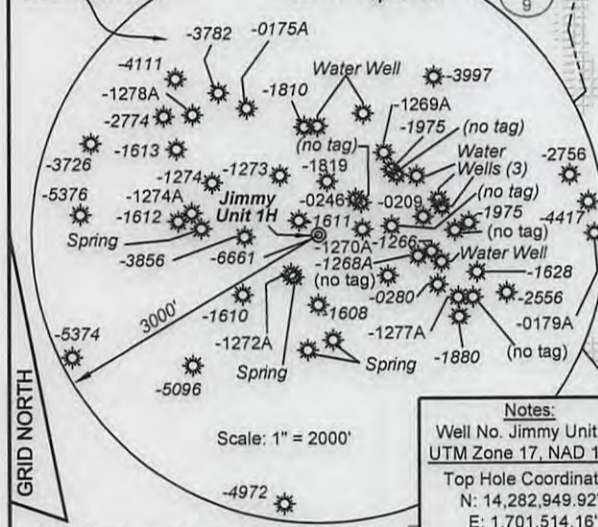 9
-3782
-0175A
-4111
Water Well
-3997
-1278A
-1810
-1269A
-2774
-1975
(no tag)
(no tag)
-3726
-1613
Water
-2756
-1274
-1273
-1819
Wells (3)
-5376
-1274A
Jimmy
-0246
-0209
(no tag)
-1612
Unit 1H
-1611
-1975
-4417
Spring
-1270A
-1266
(no tag)
-3856
-6661
-1268A
Water Well
(no tag)
-1628
-0280
-2556
3000'
-1610
-1608
-1277A
-0179A
-5374
-1272A
(no tag)
Spring
Spring
-1880
-5096
GRID NORTH
Scale: 1" = 2000'
-4972
Notes:
Well No. Jimmy Unit
UTM Zone 17, NAD 1
Top Hole Coordinat
N: 14,282,949.92'
E: 1,701,514.16'